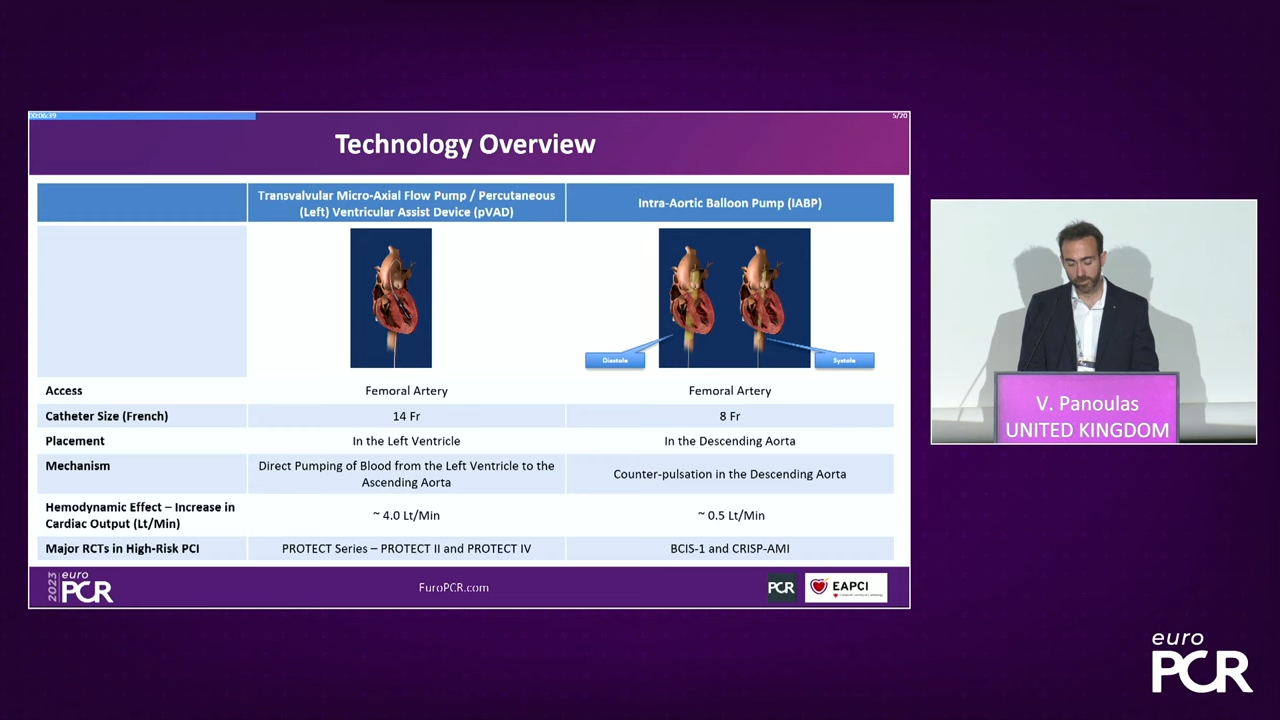 00:06:39
5/20
Technology Overview
Transvalvular Micro-Axial Flow Pump / Percutaneous
(Left) Ventricular Assist Device (pVAD)
Intra-Aortic Balloon Pump (IABP)
Diastole
Systole
Access
Femoral Artery
Femoral Artery
Catheter Size (French)
14 Fr
8 Fr
Placement
In the Left Ventricle
In the Descending Aorta
Mechanism
Direct Pumping of Blood from the Left Ventricle to the
Ascending Aorta
Counter-pulsation in the Descending Aorta
Hemodynamic Effect – Increase in
Cardiac Output (Lt/Min)
~ 4.0 Lt/Min
~ 0.5 Lt/Min
Major RCTs in High-Risk PCI
PROTECT Series – PROTECT II and PROTECT IV
BCIS-1 and CRISP-AMI
2023
euro
PCR
EuroPCR.com
PCR
EAPCI
V. Panoulas
UNITED KINGDOM
euro
PCR